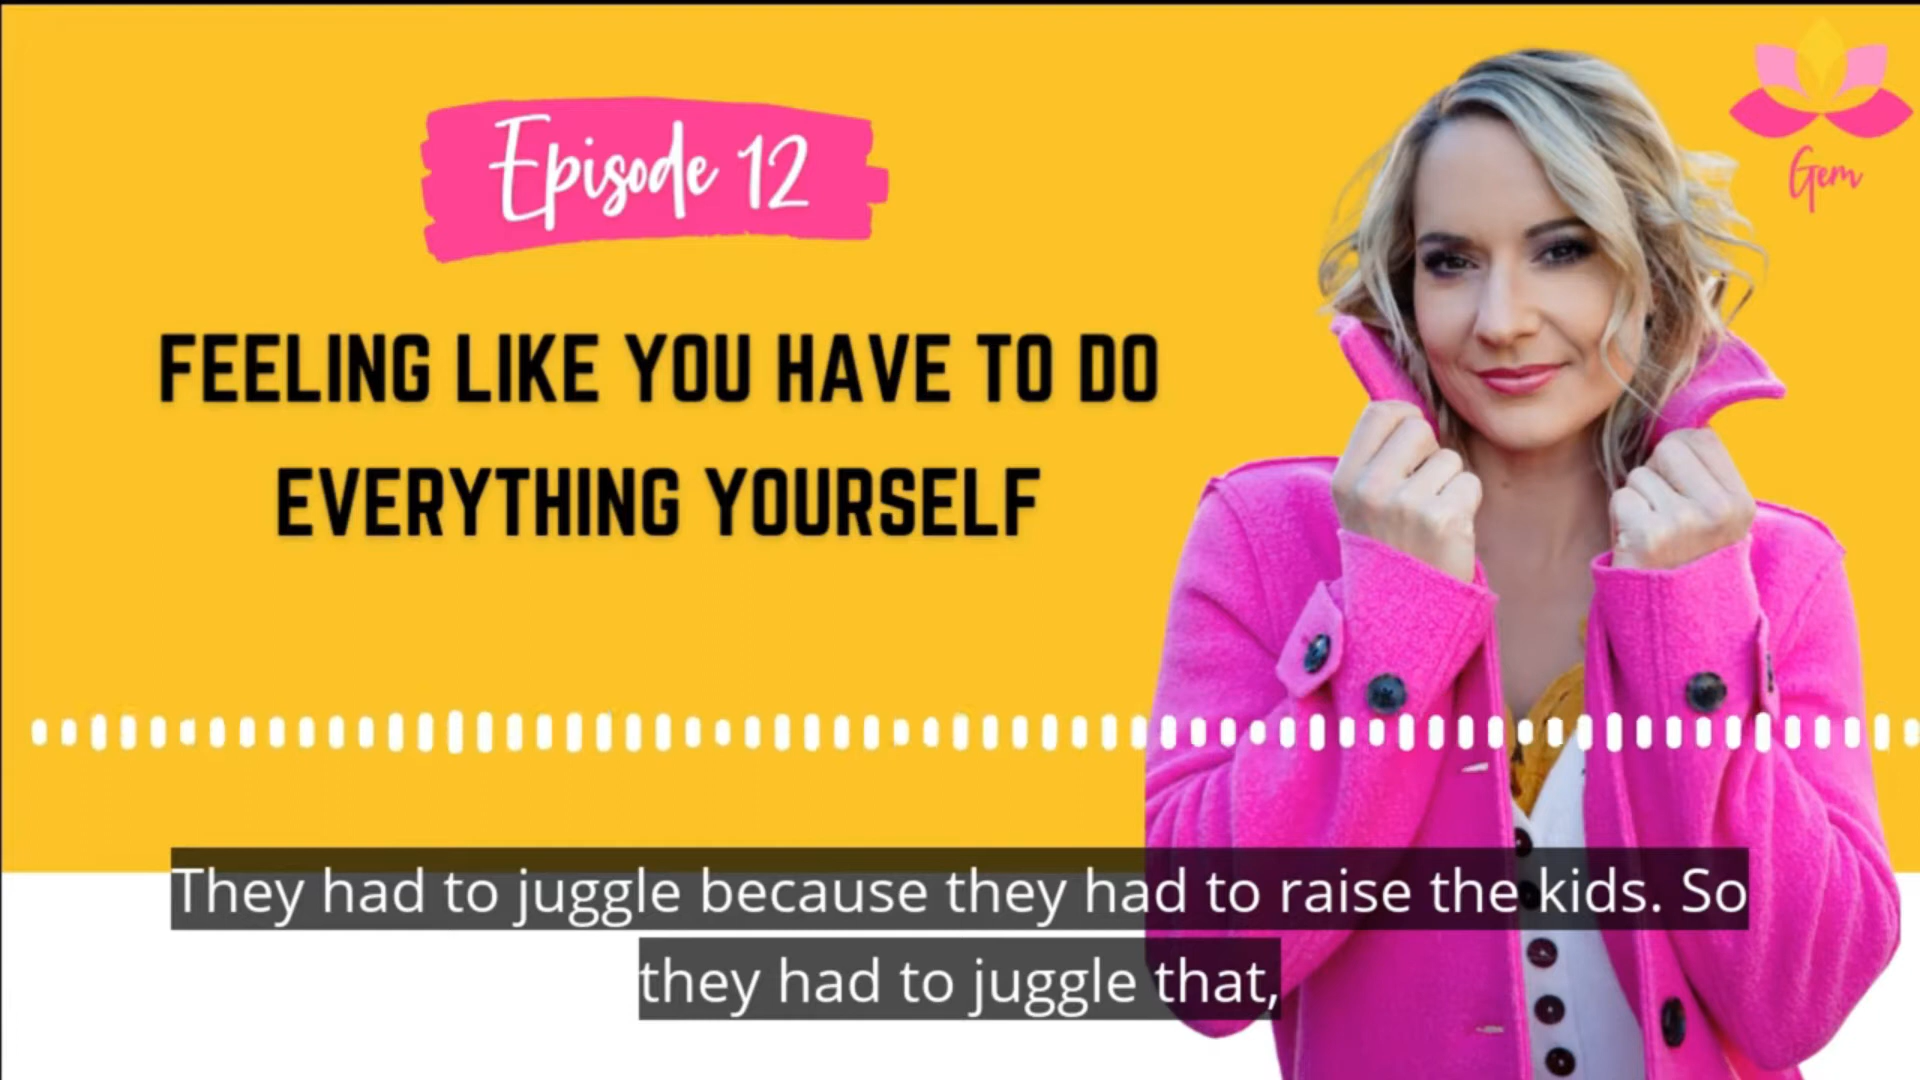 Episode 12
Gem
FEELING LIKE YOU HAVE TO DO
EVERYTHING YOURSELF
They had to juggle because they had to raise the kids. So
they had to juggle that,